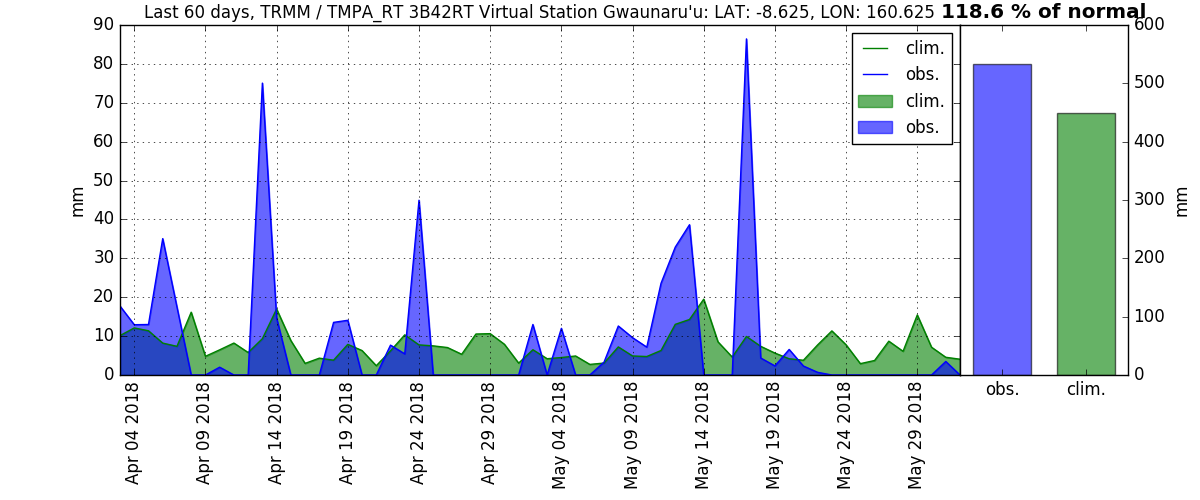 Last 60 days, TRMM / TMPA_RT 3B42RT Virtual Station Gwaunaru'u: LAT: -8.625, LON: 160.625 118.6 % of normal
90
80
70
60
50
40
30
20
10
0
mm
clim.
obs.
clim.
obs.
600
500
400
300
200
100
0
mm
Apr 04 2018
Apr 09 2018
Apr 14 2018
Apr 19 2018
Apr 24 2018
Apr 29 2018
May 04 2018
May 09 2018
May 14 2018
May 19 2018
May 24 2018
May 29 2018
obs.
clim.